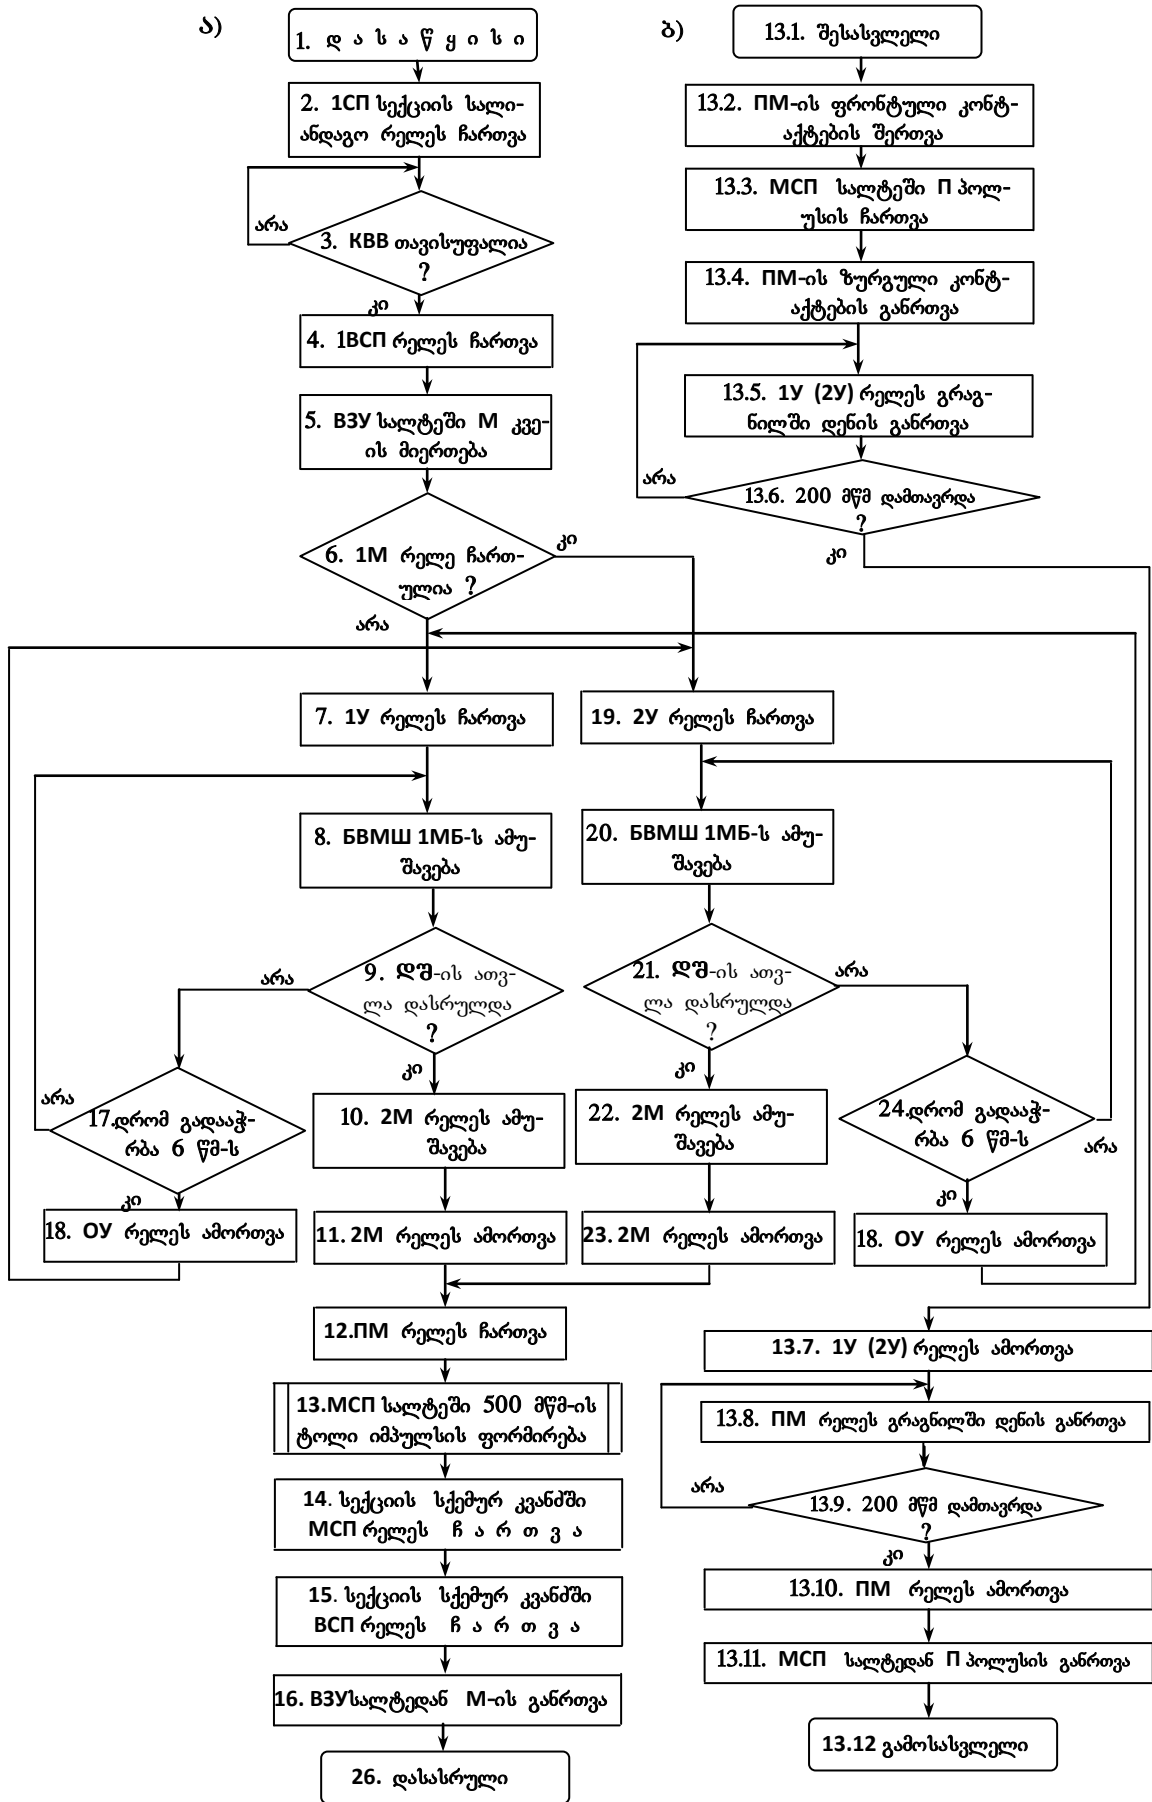 ა)
1. დ ა ს ა წ ყ ი ს ი
2. 1СП სექციის სალი-
ანდაგო რელეს ჩართვა
არა
3. КВВ თავისუფალია
?
კი
4. 1ВСП რელეს ჩართვა
5. ВЗУ სალტეში М კვე-
ის მიერთება
6. 1М რელე ჩართ-
ულია ?
კი
არა
7. 1У რელეს ჩართვა
19. 2У რელეს ჩართვა
8. БВМШ 1МБ-ს ამუ-
შავება
20. БВМШ 1МБ-ს ამუ-
შავება
9. დშ-ის ათვ-
ლა დასრულდა
?
არა
კი
21. დშ-ის ათვ-
ლა დასრულდა
?
არა
კი
17.დრომ გადააჭ-
რბა 6 წმ-ს
არა
კი
10. 2М რელეს ამუ-
შავება
22. 2М რელეს ამუ-
შავება
24.დრომ გადააჭ-
რბა 6 წმ-ს
არა
კი
18. ОУ რელეს ამორთვა
11. 2М რელეს ამორთვა
23. 2М რელეს ამორთვა
18. ОУ რელეს ამორთვა
12.ПМ რელეს ჩართვა
13.МСП სალტეში 500 მწმ-ის
ტოლი იმპულსის ფორმირება
14. სექციის სქემურ კვანძში
МСП რელეს ჩ ა რ თ ვ ა
15. სექციის სქემურ კვანძში
ВСП რელეს ჩ ა რ თ ვ ა
16. ВЗУსალტედან М-ის განრთვა
26. დასასრული
ბ)
13.1. შესასვლელი
13.2. ПМ-ის ფრონტული კონტ-
აქტების შერთვა
13.3. МСП სალტეში П პოლ-
უსის ჩართვა
13.4. ПМ-ის ზურგული კონტ-
აქტების განრთვა
13.5. 1У (2У) რელეს გრაგ-
ნილში დენის განრთვა
არა
13.6. 200 მწმ დამთავრდა
?
კი
13.7. 1У (2У) რელეს ამორთვა
13.8. ПМ რელეს გრაგნილში დენის განრთვა
არა
13.9. 200 მწმ დამთავრდა
?
კი
13.10. ПМ რელეს ამორთვა
13.11. МСП სალტედან П პოლუსის განრთვა
13.12 გამოსასვლელი